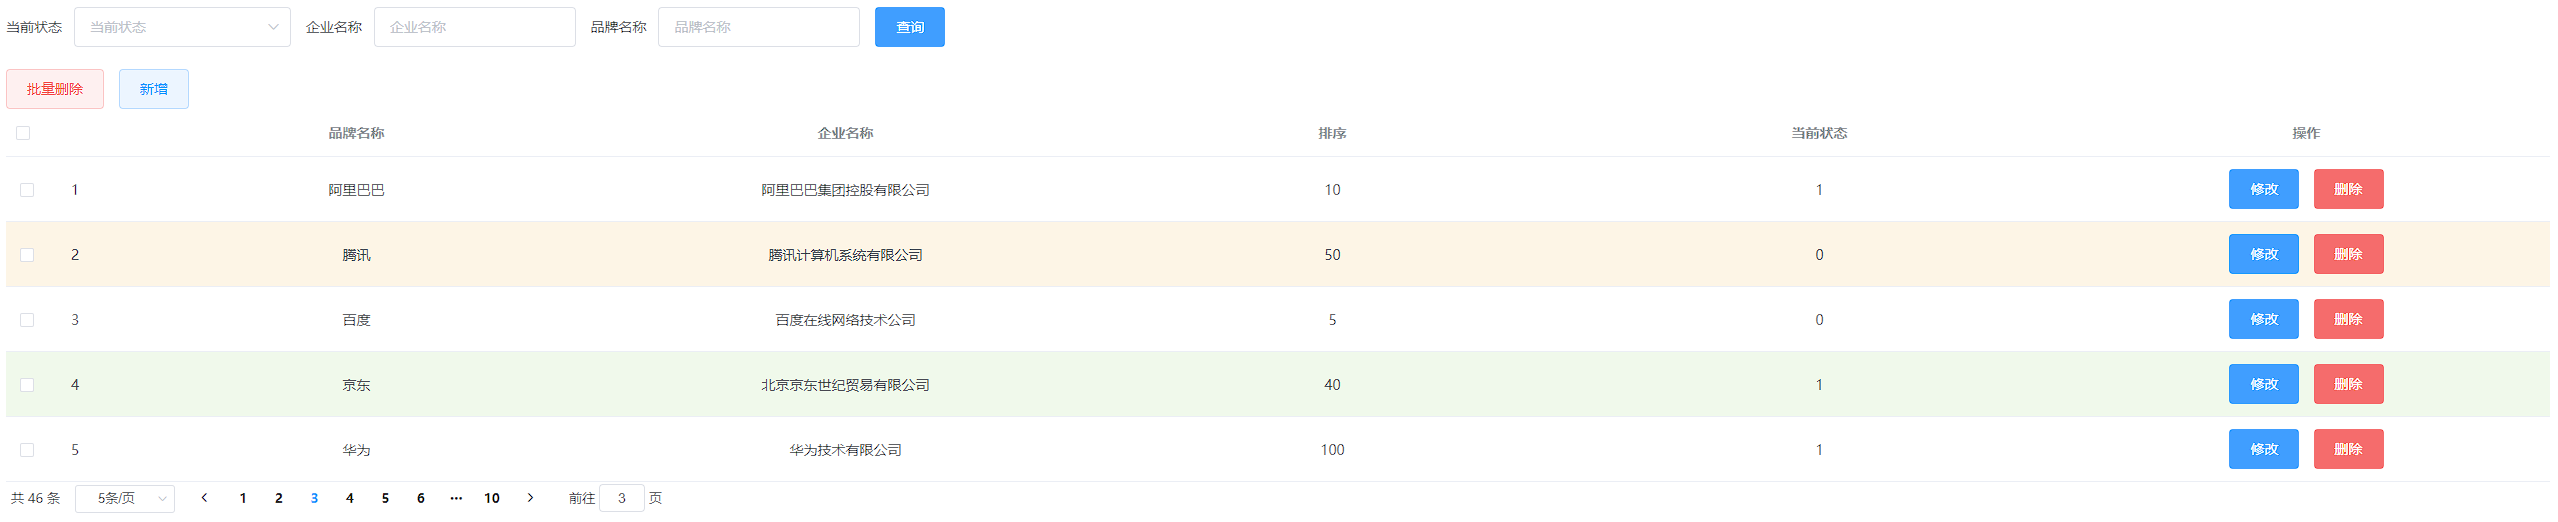 当前状态 当前状态 企业名称 企业名称 品牌名称 品牌名称 查询
批量删除 新增
品牌名称 企业名称 排序 当前状态 操作
1 阿里巴巴 阿里巴巴集团控股有限公司 10 1 修改 删除
2 腾讯 腾讯计算机系统有限公司 50 0 修改 删除
3 百度 百度在线网络技术公司 5 0 修改 删除
4 京东 北京京东世纪贸易有限公司 40 1 修改 删除
5 华为 华为技术有限公司 100 1 修改 删除
共 46 条 5条/页 1 2 3 4 5 6 ··· 10 前往 3 页